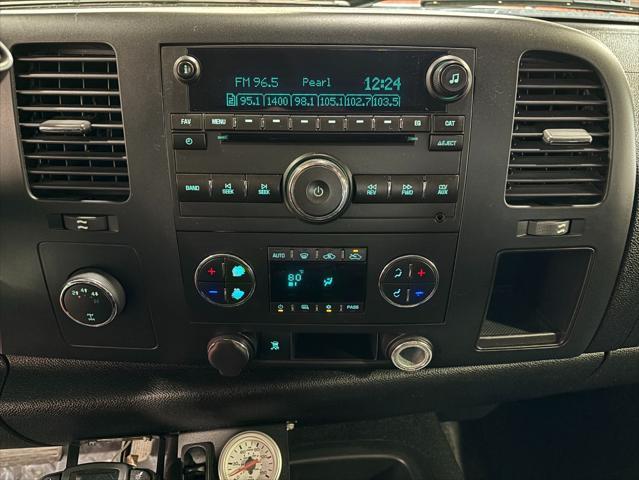 FM 96.5 Pearl 12:24
95.1 1400 98.1 105.1 102.7 103.5
FAV MENU EQ CAT
EJECT
BAND SEEK SEEK REV FWD CD/AUX
AUTO
80°F
PASS